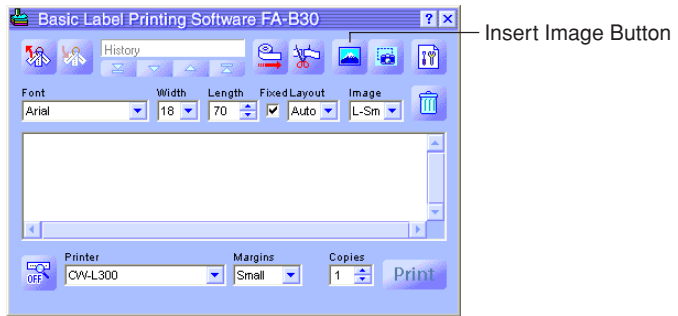 Basic Label Printing Software FA-B30
? ×
Insert Image Button
History
Font Width Length Fixed Layout Image
Arial 18 70 Auto L-Sm
OFF
Printer Margins Copies
CW-L300 Small 1 Print